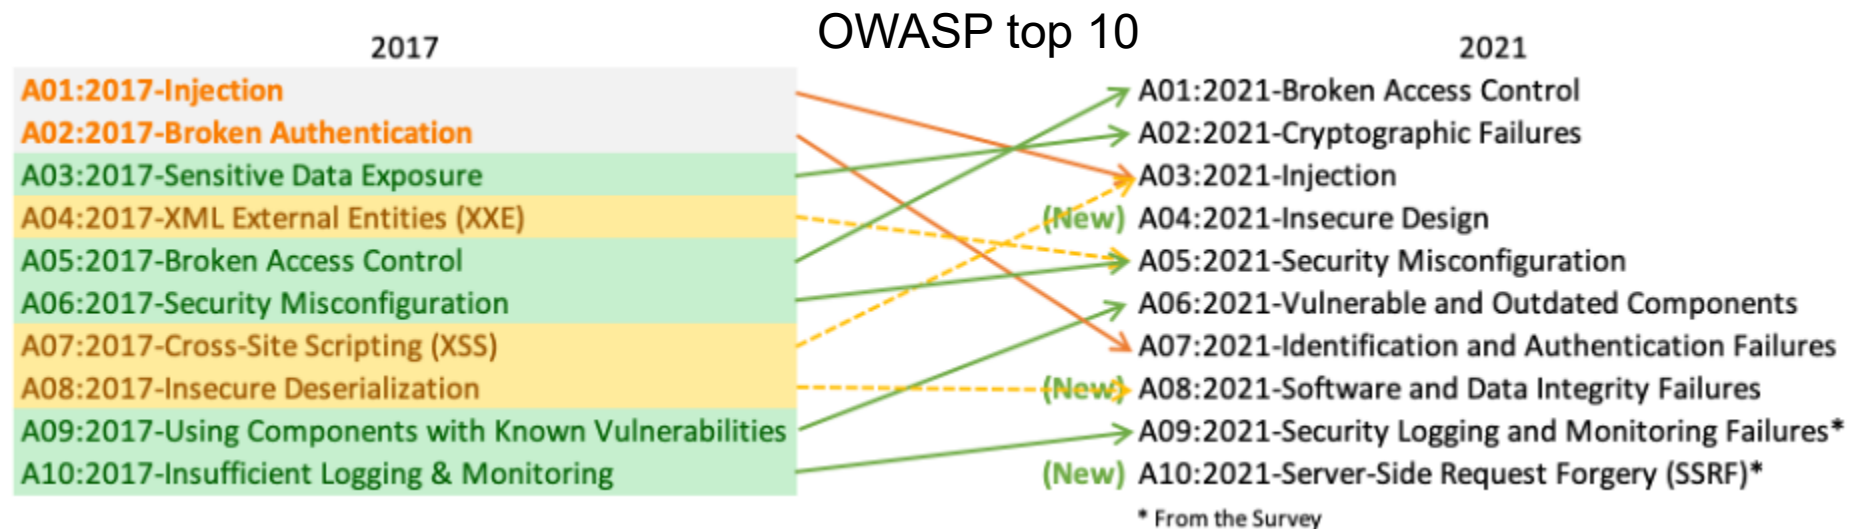 OWASP top 10
2017
A01:2017-Injection
A02:2017-Broken Authentication
A03:2017-Sensitive Data Exposure
A04:2017-XML External Entities (XXE)
A05:2017-Broken Access Control
A06:2017-Security Misconfiguration
A07:2017-Cross-Site Scripting (XSS)
A08:2017-Insecure Deserialization
A09:2017-Using Components with Known Vulnerabilities
A10:2017-Insufficient Logging & Monitoring
2021
A01:2021-Broken Access Control
A02:2021-Cryptographic Failures
A03:2021-Injection
(New) A04:2021-Insecure Design
A05:2021-Security Misconfiguration
A06:2021-Vulnerable and Outdated Components
A07:2021-Identification and Authentication Failures
(New) A08:2021-Software and Data Integrity Failures
A09:2021-Security Logging and Monitoring Failures*
(New) A10:2021-Server-Side Request Forgery (SSRF)*
* From the Survey